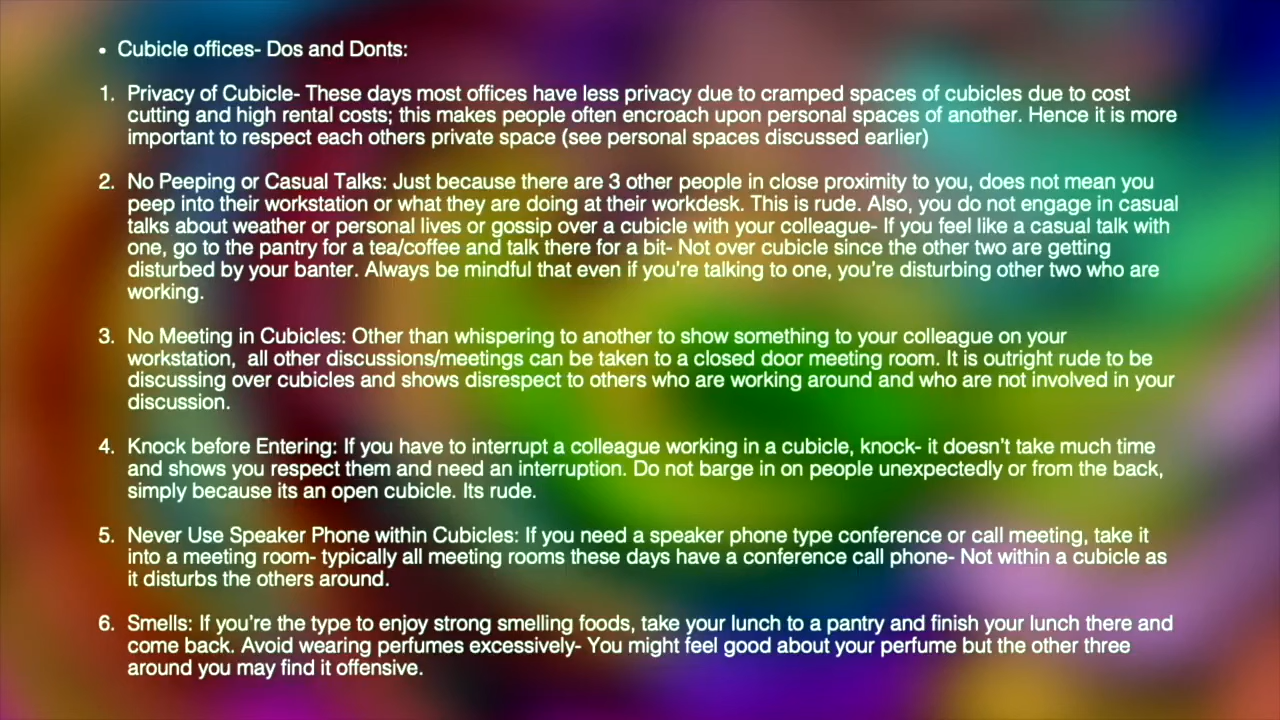 • Cubicle offices- Dos and Donts:
1. Privacy of Cubicle- These days most offices have less privacy due to cramped spaces of cubicles due to cost
cutting and high rental costs; this makes people often encroach upon personal spaces of another. Hence it is more
important to respect each others private space (see personal spaces discussed earlier)
2. No Peeping or Casual Talks: Just because there are 3 other people in close proximity to you, does not mean you
peep into their workstation or what they are doing at their workdesk. This is rude. Also, you do not engage in casual
talks about weather or personal lives or gossip over a cubicle with your colleague- If you feel like a casual talk with
one, go to the pantry for a tea/coffee and talk there for a bit- Not over cubicle since the other two are getting
disturbed by your banter. Always be mindful that even if you're talking to one, you're disturbing other two who are
working.
3. No Meeting in Cubicles: Other than whispering to another to show something to your colleague on your
workstation,  all other discussions/meetings can be taken to a closed door meeting room. It is outright rude to be
discussing over cubicles and shows disrespect to others who are working around and who are not involved in your
discussion.
4. Knock before Entering: If you have to interrupt a colleague working in a cubicle, knock- it doesn't take much time
and shows you respect them and need an interruption. Do not barge in on people unexpectedly or from the back,
simply because its an open cubicle. Its rude.
5. Never Use Speaker Phone within Cubicles: If you need a speaker phone type conference or call meeting, take it
into a meeting room- typically all meeting rooms these days have a conference call phone- Not within a cubicle as
it disturbs the others around.
6. Smells: If you're the type to enjoy strong smelling foods, take your lunch to a pantry and finish your lunch there and
come back. Avoid wearing perfumes excessively- You might feel good about your perfume but the other three
around you may find it offensive.